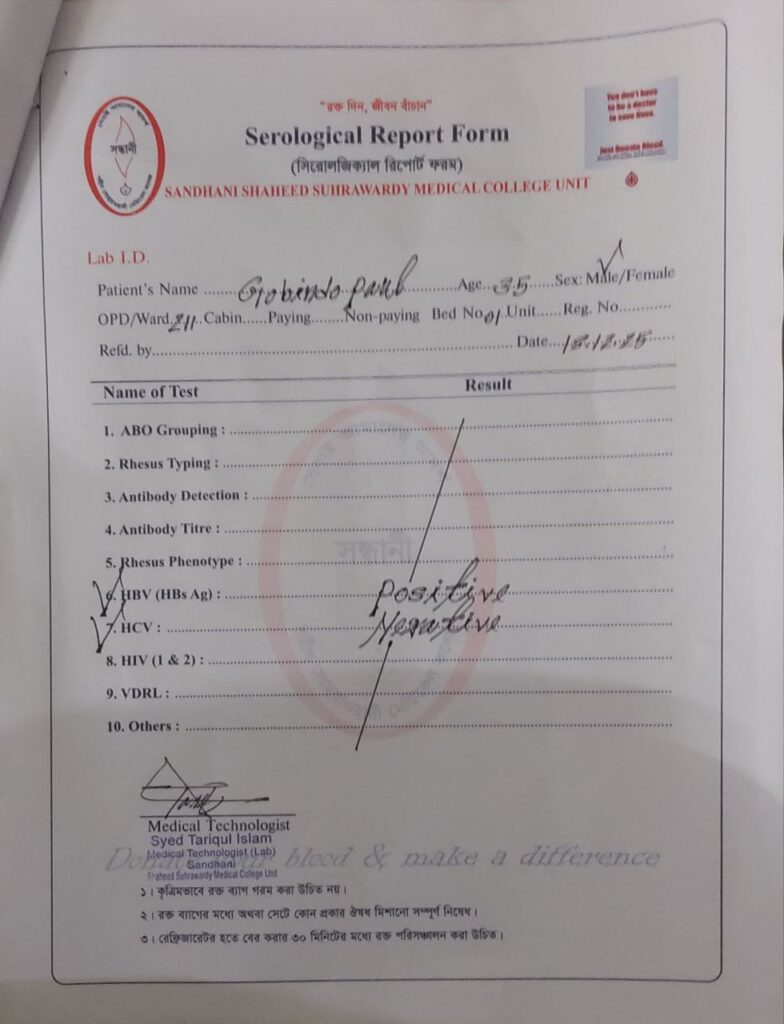 "রক্ত দিন, জীবন বাঁচান"
Serological Report Form
(সিরোলজিক্যাল রিপোর্ট ফরম)
SANDHANI SHAHEED SUHRAWARDY MEDICAL COLLEGE UNIT
সন্ধানী
You don't have
to be a doctor
to save lives.
Just Donate Blood.
Lab I.D.
Patient's Name ........ Gobindo paul ........ Age... 35 ......Sex: Male/Female
OPD/Ward 211 Cabin......Paying........Non-paying Bed No 01 Unit......Reg. No............
Refd. by.................................................. Date... 15.12.25 ......
Name of Test Result
1. ABO Grouping :
2. Rhesus Typing :
3. Antibody Detection :
4. Antibody Titre :
5. Rhesus Phenotype :
সন্ধানী
6. HBV (HBs Ag) : Positive
7. HCV : Negative
8. HIV (1 & 2) :
9. VDRL :
10. Others :
Medical Technologist
Syed Tariqul Islam
Medical Technologist (Lab)
Sandhani
Shaheed Suhrawardy Medical College Unit
blood & make a difference
১। কৃত্রিমভাবে রক্ত ব্যাগ গরম করা উচিত নয়।
২। রক্ত ব্যাগের মধ্যে অথবা সেটে কোন প্রকার ঔষধ মিশানো সম্পূর্ণ নিষেধ।
৩। রেফ্রিজারেটর হতে বের করার ৩০ মিনিটের মধ্যে রক্ত পরিসঞ্চালন করা উচিত।